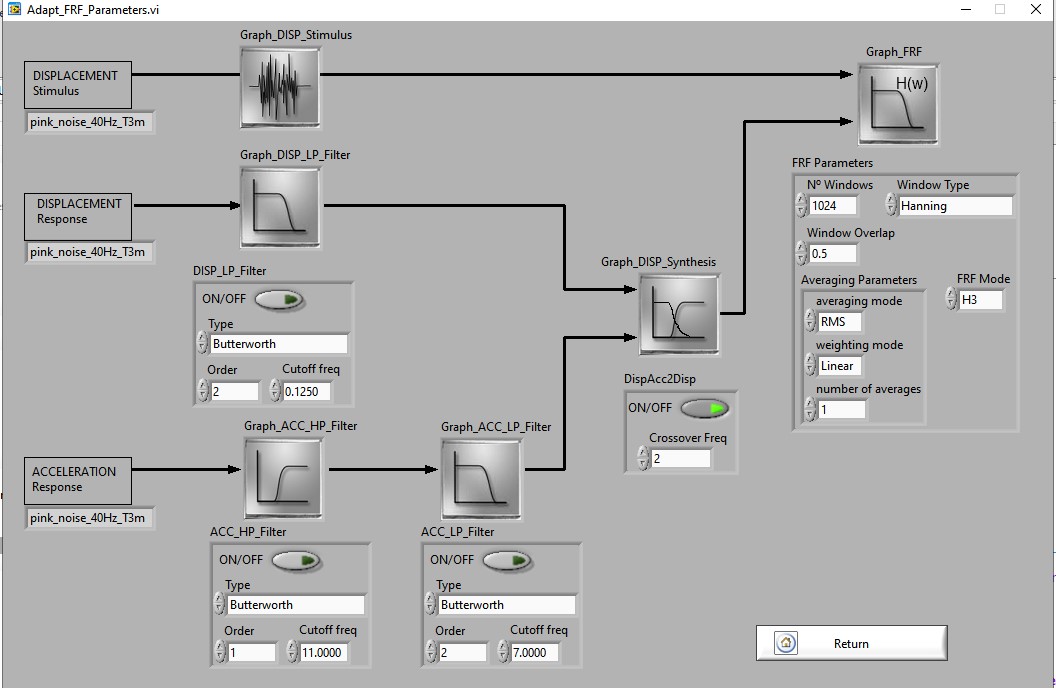 Adapt_FRF_Parameters.vi
Graph_DISP_Stimulus
Graph_FRF
DISPLACEMENT
Stimulus
H(w)
pink_noise_40Hz_T3m
Graph_DISP_LP_Filter
FRF Parameters
Nº Windows
Window Type
1024
Hanning
DISPLACEMENT
Response
Window Overlap
0.5
pink_noise_40Hz_T3m
DISP_LP_Filter
Graph_DISP_Synthesis
Averaging Parameters
FRF Mode
ON/OFF
averaging mode
H3
Type
RMS
Butterworth
weighting mode
Linear
Order
Cutoff freq
2
0.1250
DispAcc2Disp
number of averages
ON/OFF
1
Crossover Freq
2
Graph_ACC_HP_Filter
Graph_ACC_LP_Filter
ACCELERATION
Response
pink_noise_40Hz_T3m
ACC_HP_Filter
ACC_LP_Filter
ON/OFF
ON/OFF
Type
Type
Butterworth
Butterworth
Order
Cutoff freq
Order
Cutoff freq
1
11.0000
2
7.0000
Return